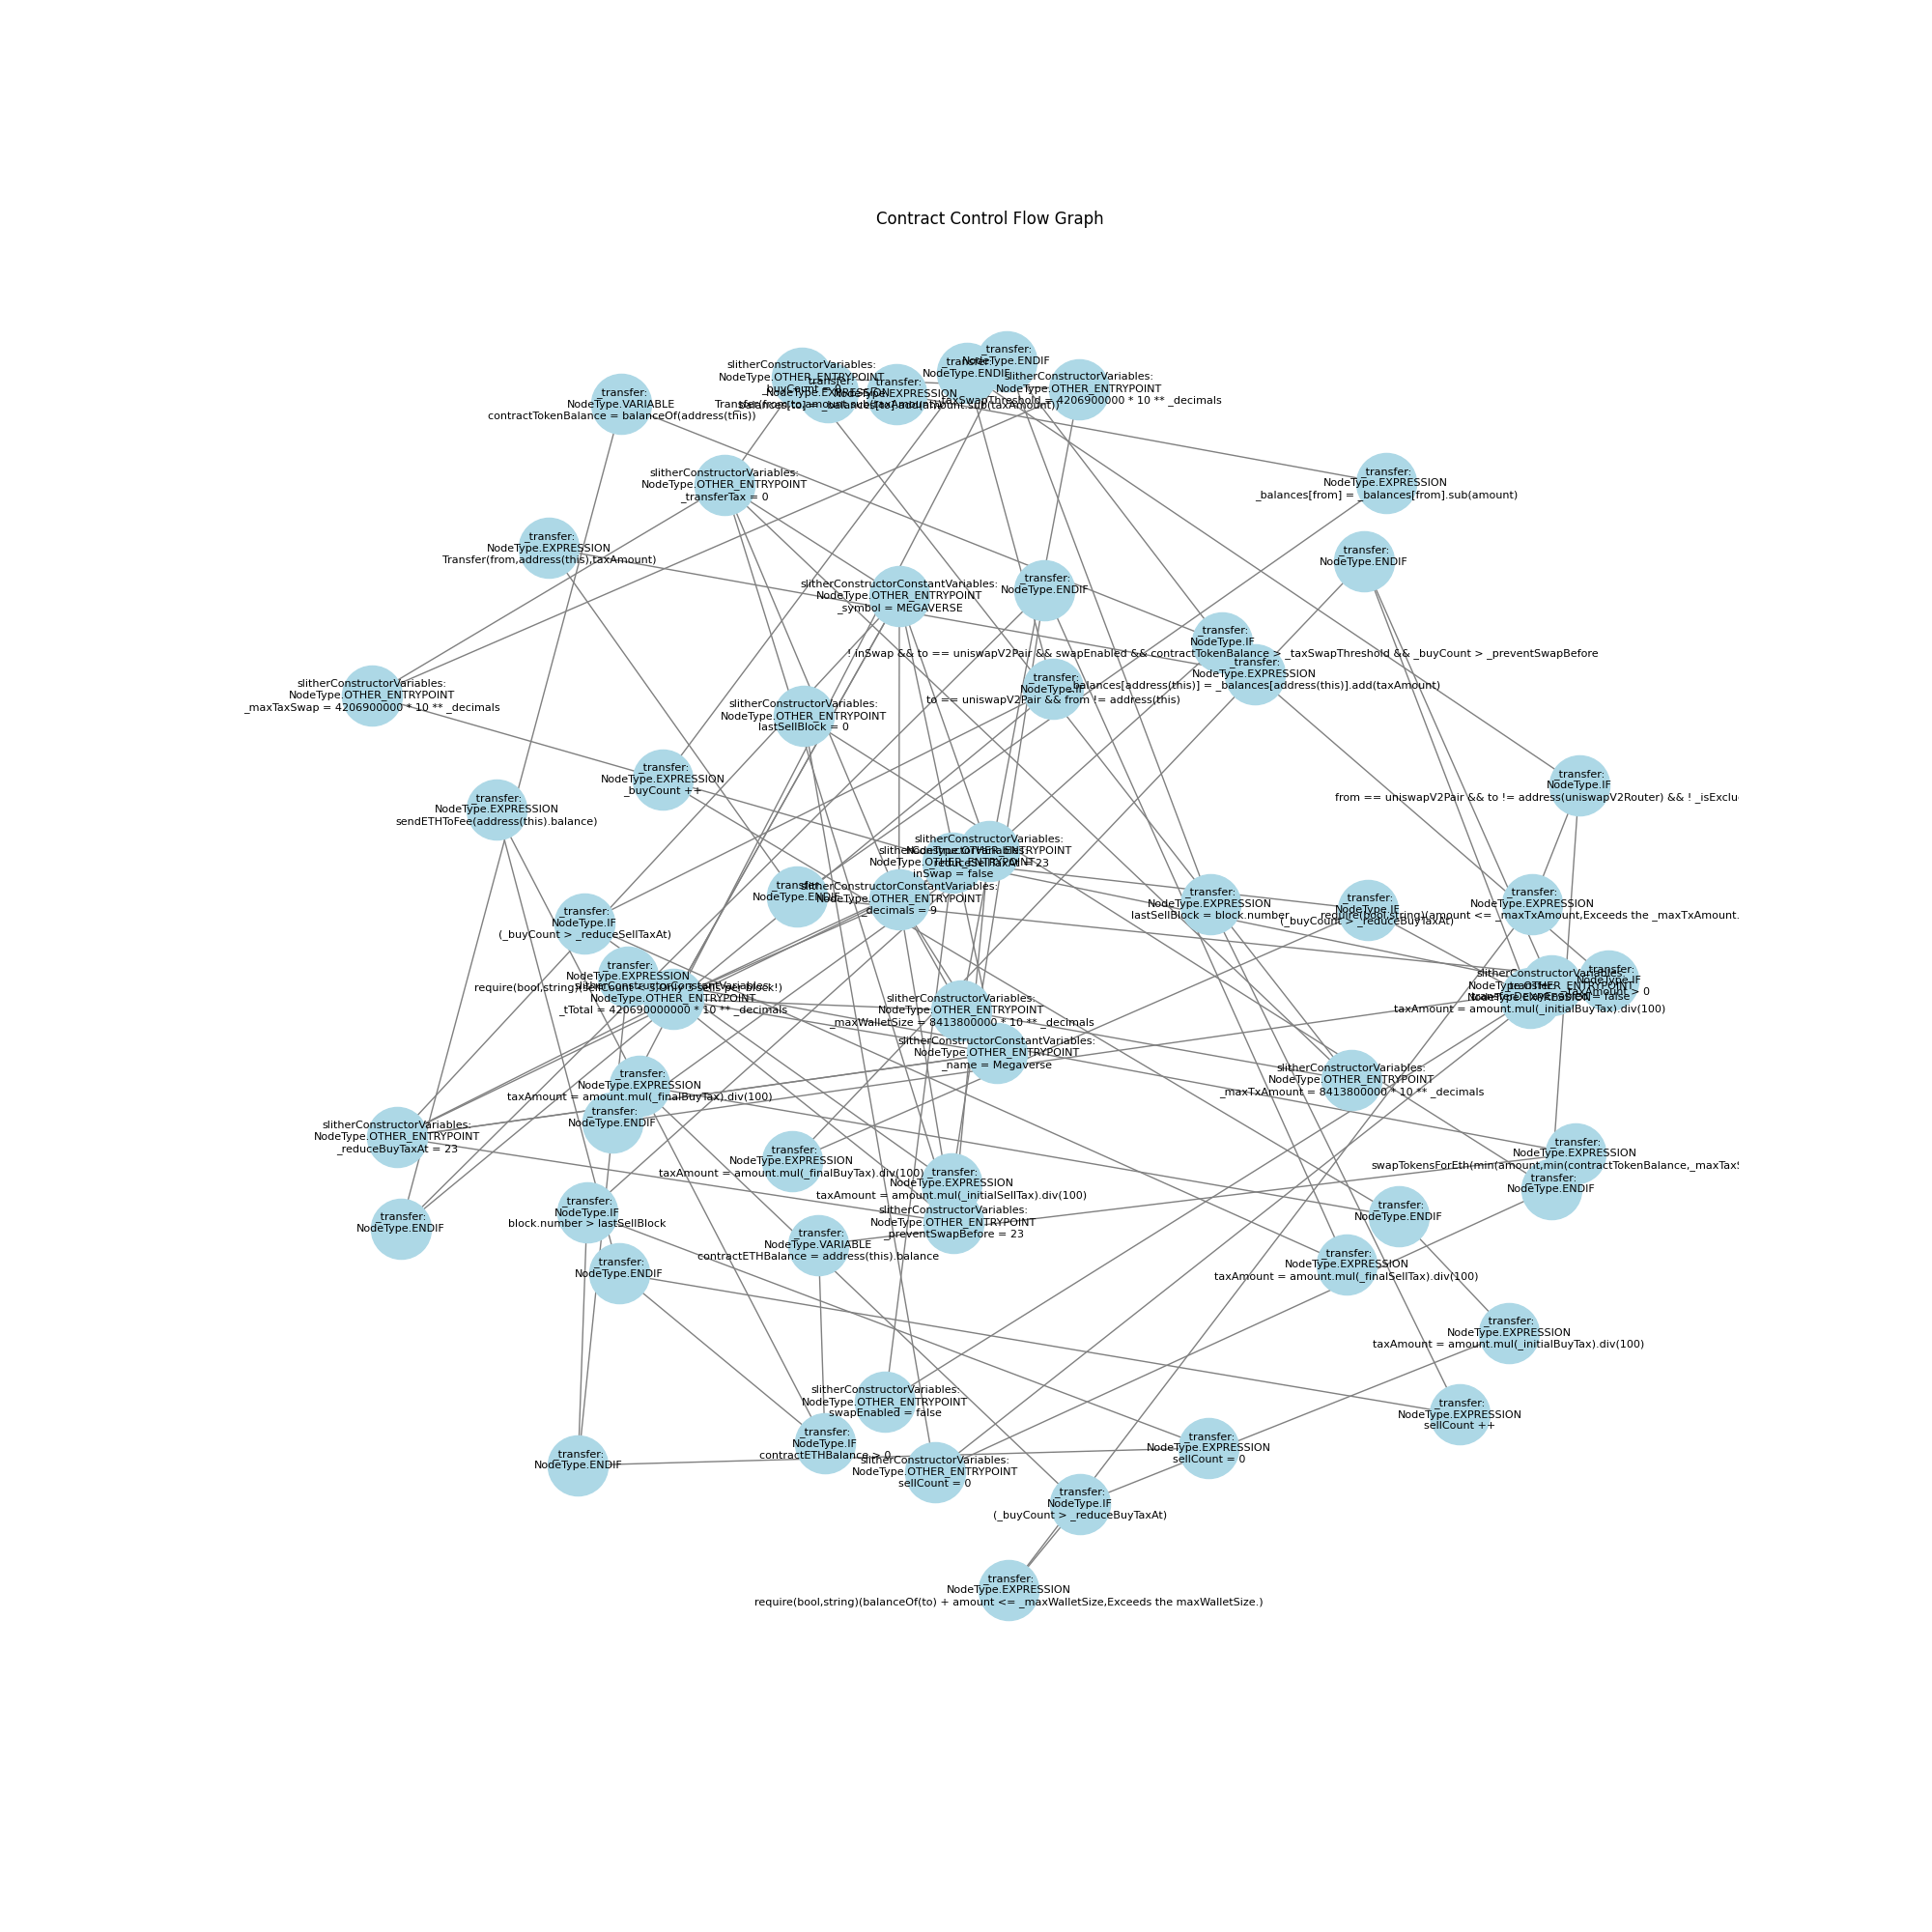 Contract Control Flow Graph
_transfer:
NodeType.ENDIF
_transfer:
NodeType.ENDIF
slitherConstructorVariables:
NodeType.OTHER_ENTRYPOINT
_buyCount = 0
_transfer:
NodeType.EXPRESSION
Transfer(from,to,amount.sub(taxAmount))
_transfer:
NodeType.EXPRESSION
_balances[to] = _balances[to].add(amount.sub(taxAmount))
slitherConstructorVariables:
NodeType.OTHER_ENTRYPOINT
_taxSwapThreshold = 4206900000 * 10 ** _decimals
_transfer:
NodeType.VARIABLE
contractTokenBalance = balanceOf(address(this))
slitherConstructorVariables:
NodeType.OTHER_ENTRYPOINT
_transferTax = 0
_transfer:
NodeType.EXPRESSION
_balances[from] = _balances[from].sub(amount)
_transfer:
NodeType.EXPRESSION
Transfer(from,address(this),taxAmount)
_transfer:
NodeType.ENDIF
slitherConstructorConstantVariables:
NodeType.OTHER_ENTRYPOINT
_symbol = MEGAVERSE
_transfer:
NodeType.ENDIF
_transfer:
NodeType.IF
! inSwap && to == uniswapV2Pair && swapEnabled && contractTokenBalance > _taxSwapThreshold && _buyCount > _preventSwapBefore
_transfer:
NodeType.EXPRESSION
_balances[address(this)] = _balances[address(this)].add(taxAmount)
_transfer:
NodeType.IF
to == uniswapV2Pair && from != address(this)
slitherConstructorVariables:
NodeType.OTHER_ENTRYPOINT
_maxTaxSwap = 4206900000 * 10 ** _decimals
slitherConstructorVariables:
NodeType.OTHER_ENTRYPOINT
lastSellBlock = 0
_transfer:
NodeType.EXPRESSION
_buyCount ++
_transfer:
NodeType.IF
from == uniswapV2Pair && to != address(uniswapV2Router) && ! _isExclu
_transfer:
NodeType.EXPRESSION
sendETHToFee(address(this).balance)
slitherConstructorVariables:
NodeType.OTHER_ENTRYPOINT
_reduceSellTaxAt = 23
slitherConstructorVariables:
NodeType.OTHER_ENTRYPOINT
inSwap = false
_transfer:
NodeType.ENDIF
slitherConstructorConstantVariables:
NodeType.OTHER_ENTRYPOINT
_decimals = 9
_transfer:
NodeType.EXPRESSION
lastSellBlock = block.number
_transfer:
NodeType.IF
(_buyCount > _reduceBuyTaxAt)
_transfer:
NodeType.EXPRESSION
require(bool,string)(amount <= _maxTxAmount,Exceeds the _maxTxAmount.
_transfer:
NodeType.IF
(_buyCount > _reduceSellTaxAt)
_transfer:
NodeType.EXPRESSION
require(bool,string)(sellCount < 3,Only 3 sells per block!)
slitherConstructorConstantVariables:
NodeType.OTHER_ENTRYPOINT
_tTotal = 420690000000 * 10 ** _decimals
slitherConstructorVariables:
NodeType.OTHER_ENTRYPOINT
_transfer:
NodeType.IF
_taxAmount > 0
_transfer:
NodeType.EXPRESSION
taxAmount = amount.mul(_initialBuyTax).div(100)
slitherConstructorVariables:
NodeType.OTHER_ENTRYPOINT
_maxWalletSize = 8413800000 * 10 ** _decimals
slitherConstructorConstantVariables:
NodeType.OTHER_ENTRYPOINT
_name = Megaverse
slitherConstructorVariables:
NodeType.OTHER_ENTRYPOINT
_maxTxAmount = 8413800000 * 10 ** _decimals
_transfer:
NodeType.EXPRESSION
taxAmount = amount.mul(_finalBuyTax).div(100)
_transfer:
NodeType.ENDIF
slitherConstructorVariables:
NodeType.OTHER_ENTRYPOINT
_reduceBuyTaxAt = 23
_transfer:
NodeType.EXPRESSION
taxAmount = amount.mul(_finalBuyTax).div(100)
_transfer:
NodeType.EXPRESSION
swapTokensForEth(min(amount,min(contractTokenBalance,_maxTax
_transfer:
NodeType.ENDIF
_transfer:
NodeType.EXPRESSION
taxAmount = amount.mul(_initialSellTax).div(100)
slitherConstructorVariables:
NodeType.OTHER_ENTRYPOINT
_preventSwapBefore = 23
_transfer:
NodeType.IF
block.number > lastSellBlock
_transfer:
NodeType.ENDIF
_transfer:
NodeType.ENDIF
_transfer:
NodeType.VARIABLE
contractETHBalance = address(this).balance
_transfer:
NodeType.ENDIF
_transfer:
NodeType.EXPRESSION
taxAmount = amount.mul(_finalSellTax).div(100)
_transfer:
NodeType.EXPRESSION
taxAmount = amount.mul(_initialBuyTax).div(100)
slitherConstructorVariables:
NodeType.OTHER_ENTRYPOINT
swapEnabled = false
_transfer:
NodeType.EXPRESSION
sellCount ++
_transfer:
NodeType.IF
contractETHBalance > 0
_transfer:
NodeType.EXPRESSION
sellCount = 0
_transfer:
NodeType.ENDIF
slitherConstructorVariables:
NodeType.OTHER_ENTRYPOINT
sellCount = 0
_transfer:
NodeType.IF
(_buyCount > _reduceBuyTaxAt)
_transfer:
NodeType.EXPRESSION
require(bool,string)(balanceOf(to) + amount <= _maxWalletSize,Exceeds the maxWalletSize.)